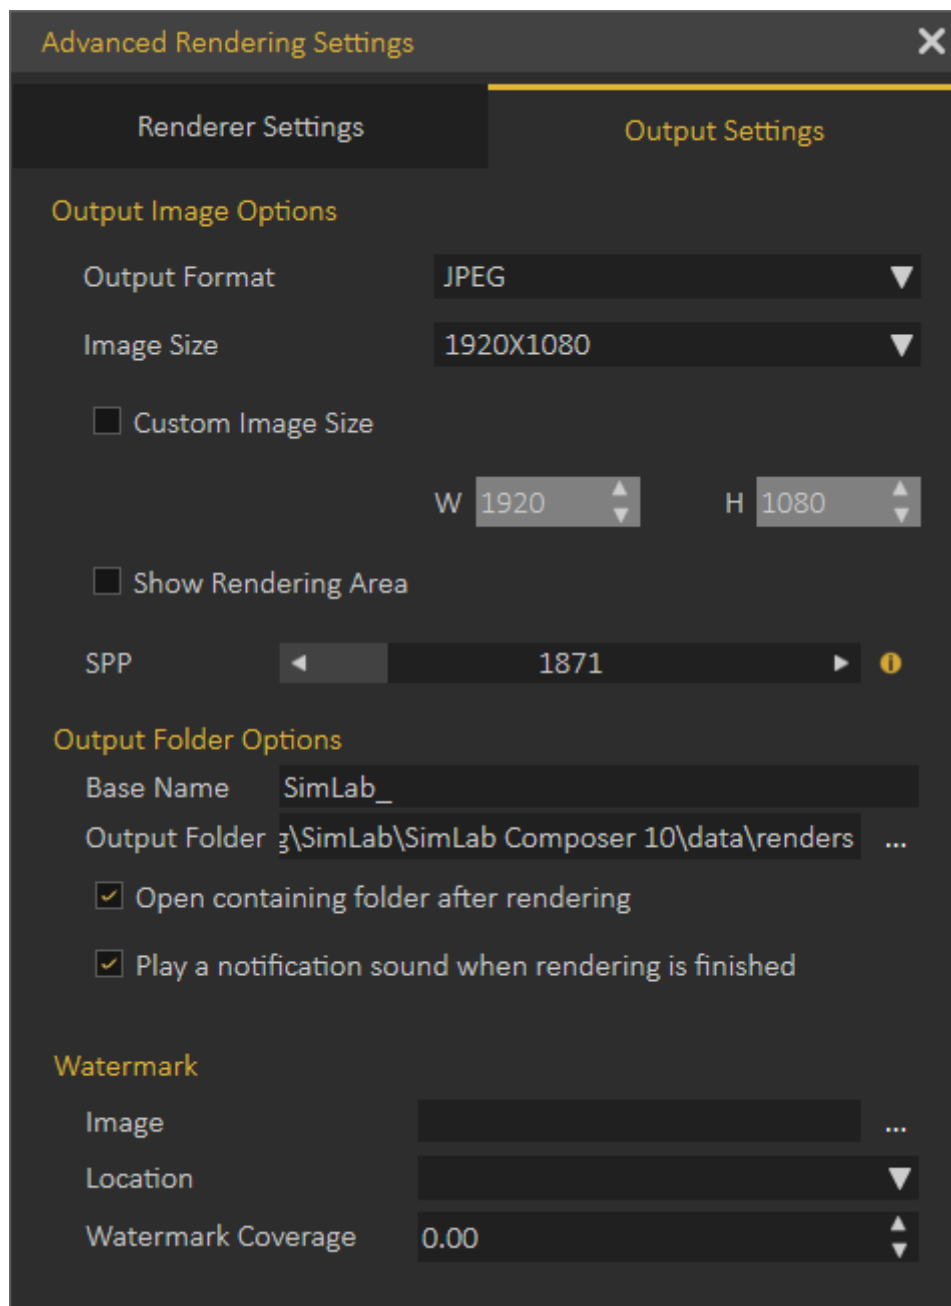 Advanced Rendering Settings
Renderer Settings Output Settings
Output Image Options
Output Format JPEG
Image Size 1920X1080
Custom Image Size
W 1920 H 1080
Show Rendering Area
SPP 1871
Output Folder Options
Base Name SimLab_
Output Folder g\SimLab\SimLab Composer 10\data\renders ...
Open containing folder after rendering
Play a notification sound when rendering is finished
Watermark
Image ...
Location
Watermark Coverage 0.00